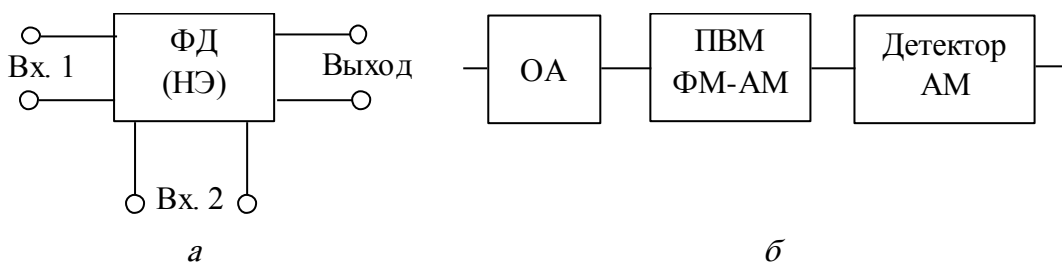 ФД
(НЭ)
Вх. 1
Выход
Вх. 2
а
ОА
ПВМ
ФМ-АМ
Детектор
АМ
б